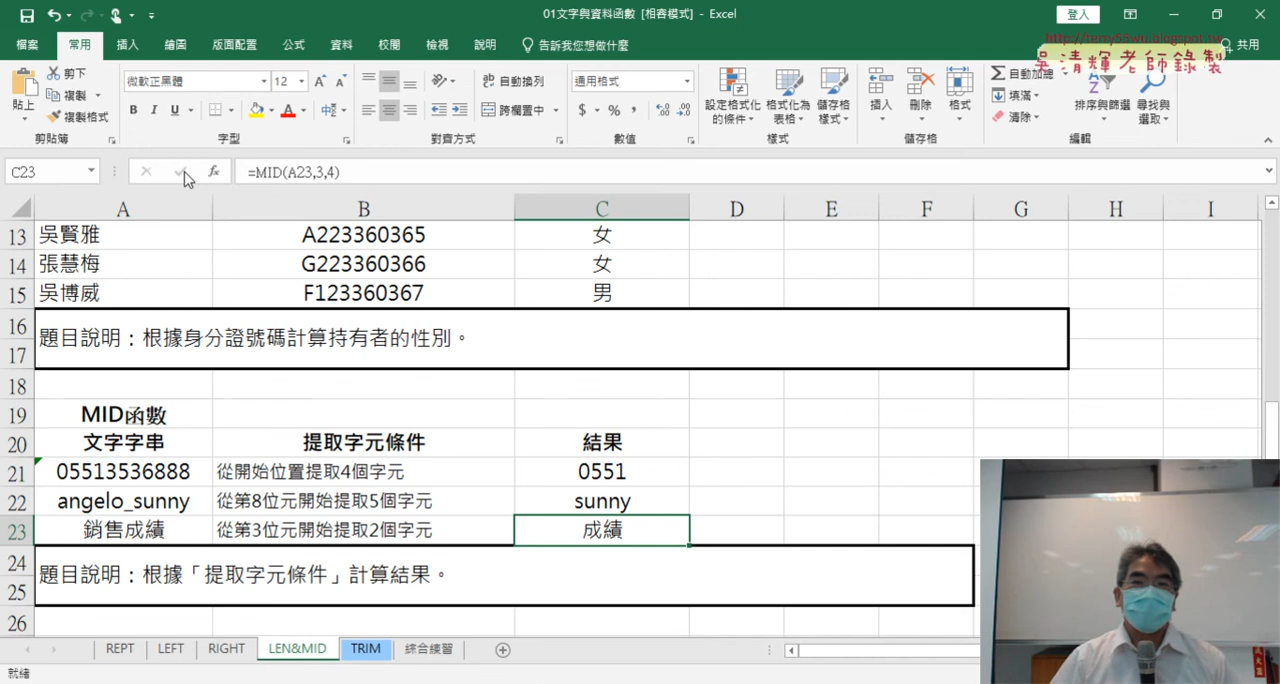 01文字與資料函數 [相容模式] - Excel
登入
http://terry55wu.blogspot.tw
吳清輝老師錄製
檔案 常用 插入 繪圖 版面配置 公式 資料 校閱 檢視 說明 告訴我您想做什麼 共用
貼上
剪下
複製
複製格式
剪貼簿
微軟正黑體 12
B I U
字型
自動換列
跨欄置中
對齊方式
通用格式
$ % ,
數值
設定格式化的條件
格式化為表格
儲存格樣式
樣式
插入 刪除 格式
儲存格
自動加總
填滿
清除
排序與篩選
尋找與選取
編輯
C23 fx =MID(A23,3,4)
A B C D E F G H I
13 吳賢雅 A223360365 女
14 張慧梅 G223360366 女
15 吳博威 F123360367 男
16 題目說明：根據身分證號碼計算持有者的性別。
17
18
19 MID函數
20 文字字串 提取字元條件 結果
21 05513536888 從開始位置提取4個字元 0551
22 angelo_sunny 從第8位元開始提取5個字元 sunny
23 銷售成績 從第3位元開始提取2個字元 成績
24 題目說明：根據「提取字元條件」計算結果。
25
26
REPT LEFT RIGHT LEN&MID TRIM 綜合練習
就緒